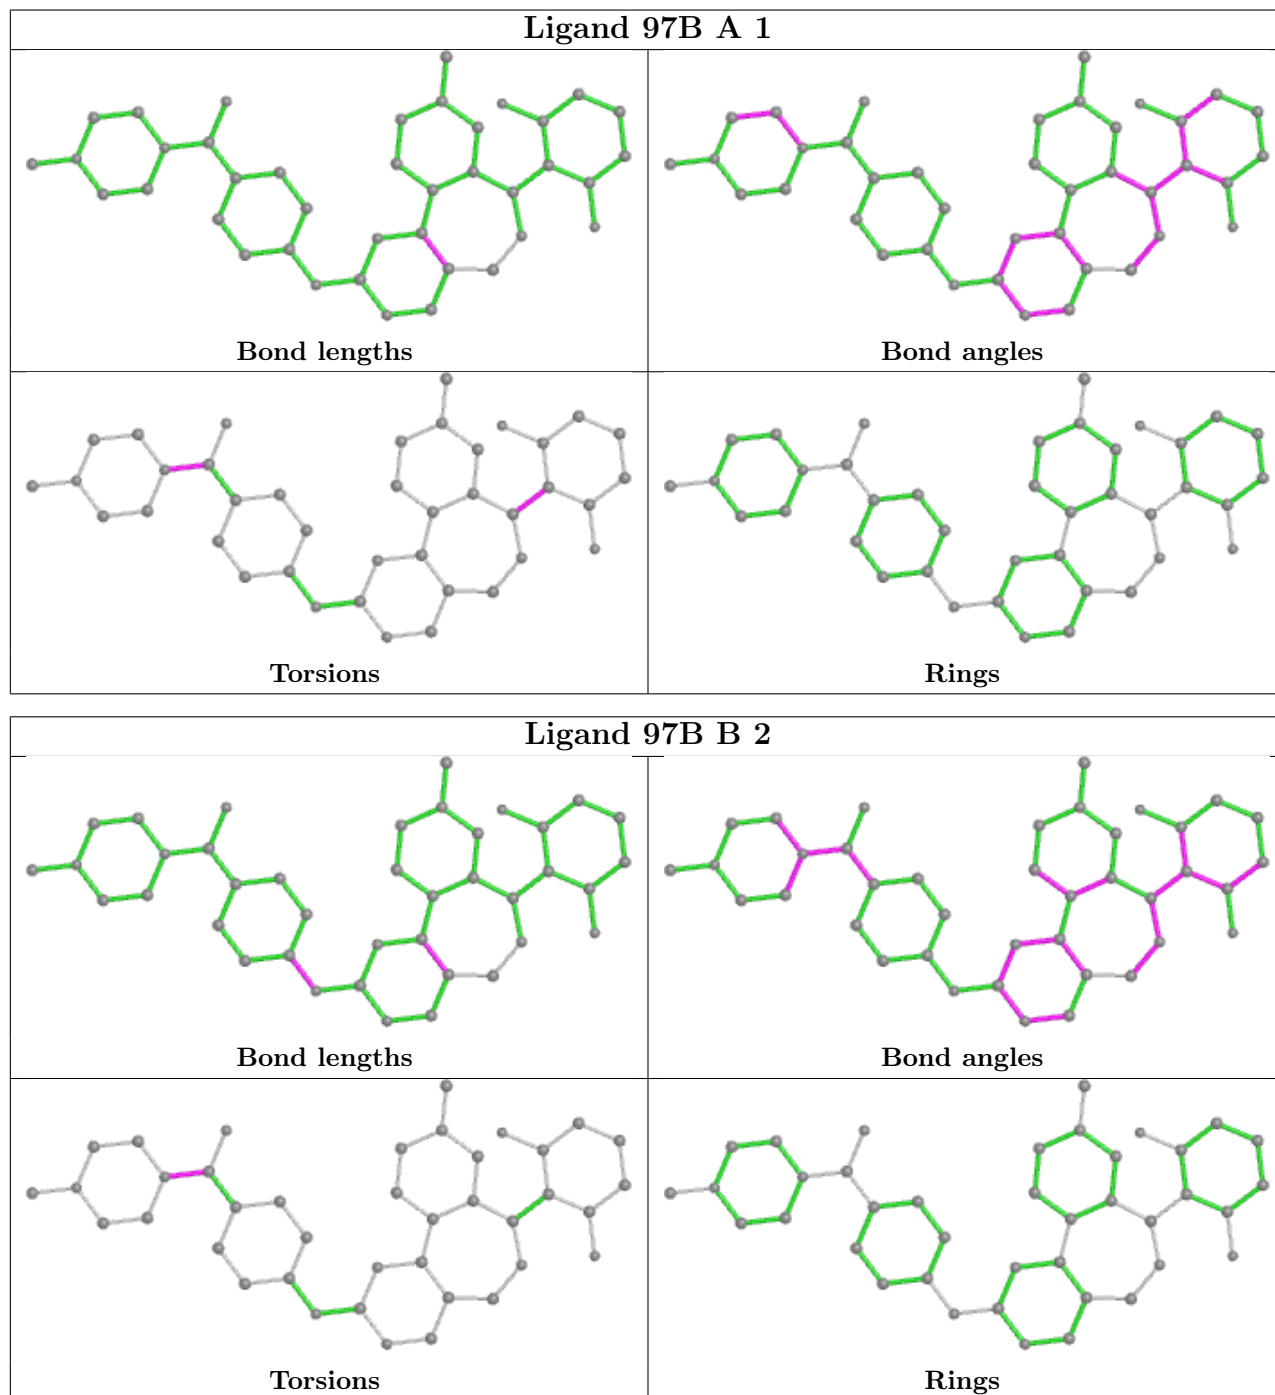 Ligand 97B A 1
Bond lengths
Bond angles
Torsions
Rings
Ligand 97B B 2
Bond lengths
Bond angles
Torsions
Rings